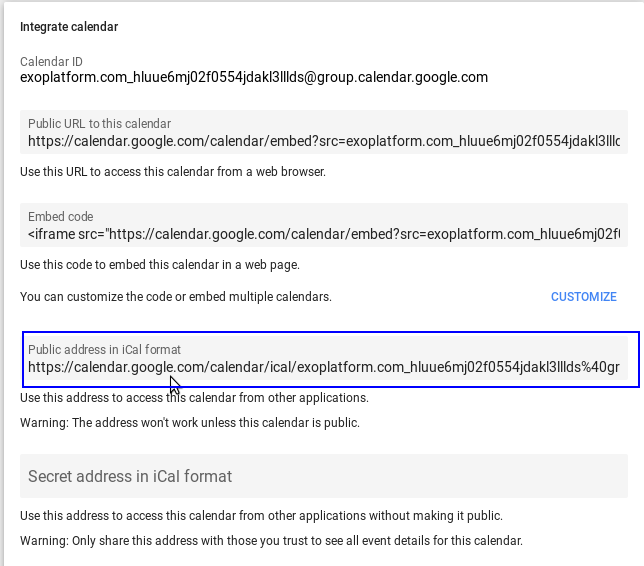 Integrate calendar
Calendar ID
exoplatform.com_hluue6mj02f0554jdakl3lllds@group.calendar.google.com
Public URL to this calendar
https://calendar.google.com/calendar/embed?src=exoplatform.com_hluue6mj02f0554jdakl3lllc
Use this URL to access this calendar from a web browser.
Embed code
<iframe src="https://calendar.google.com/calendar/embed?src=exoplatform.com_hluue6mj02f(
Use this code to embed this calendar in a web page.
You can customize the code or embed multiple calendars.
CUSTOMIZE
Public address in iCal format
https://calendar.google.com/calendar/ical/exoplatform.com_hluue6mj02f0554jdakl3lllds%40gr
Use this address to access this calendar from other applications.
Warning: The address won't work unless this calendar is public.
Secret address in iCal format
Use this address to access this calendar from other applications without making it public.
Warning: Only share this address with those you trust to see all event details for this calendar.